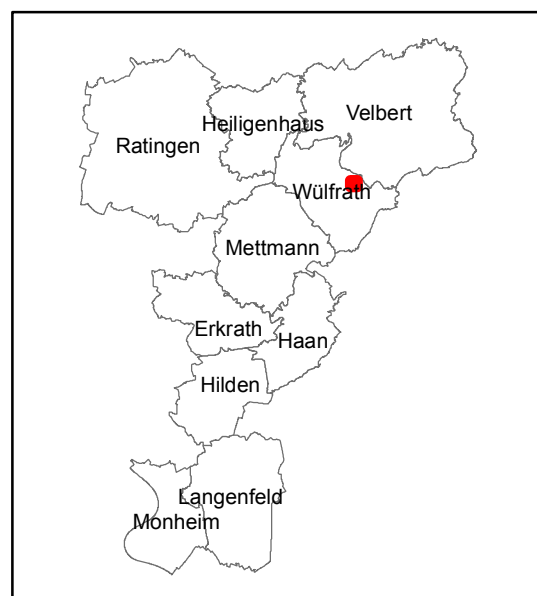 Velbert
Heiligenhaus
Ratingen
Wülfrath
Mettmann
Erkrath
Haan
Hilden
Langenfeld
Monheim